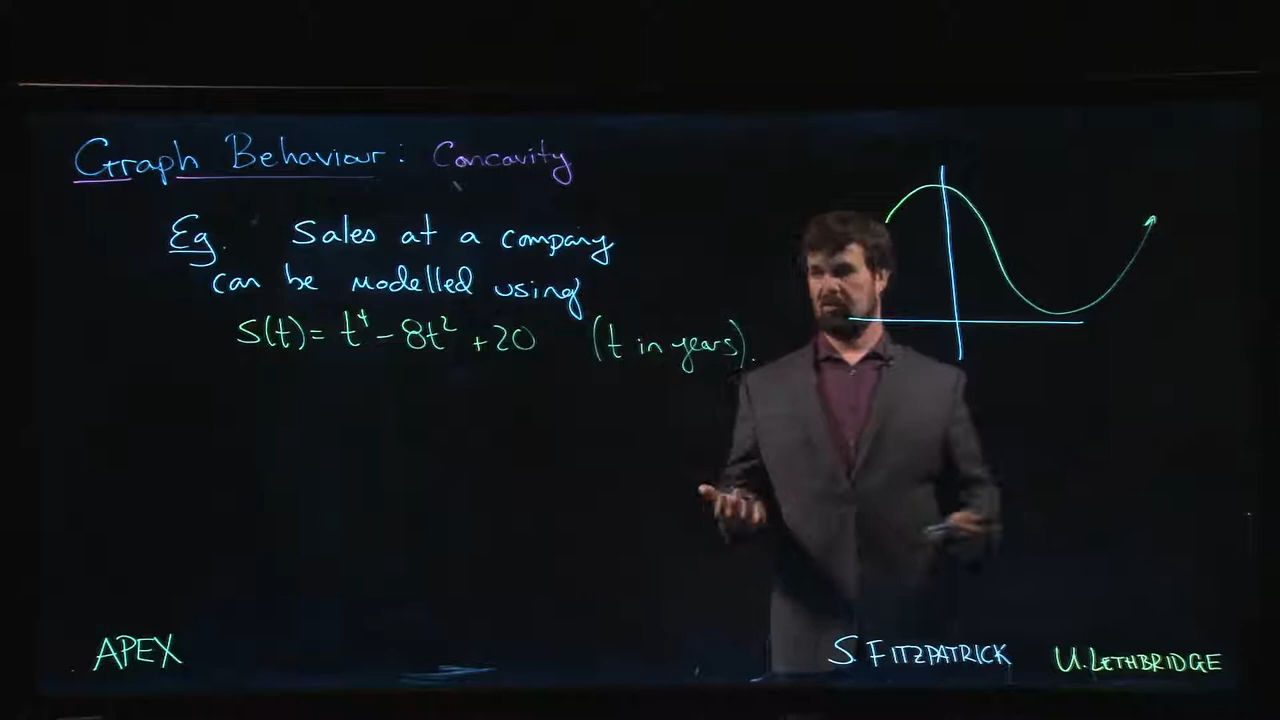 Graph Behaviour: Concavity
Eg. Sales at a company
can be modelled using
S(t) = t⁴ - 8t² + 20 (t in years).
APEX
S. FITZPATRICK
U. LETHBRIDGE